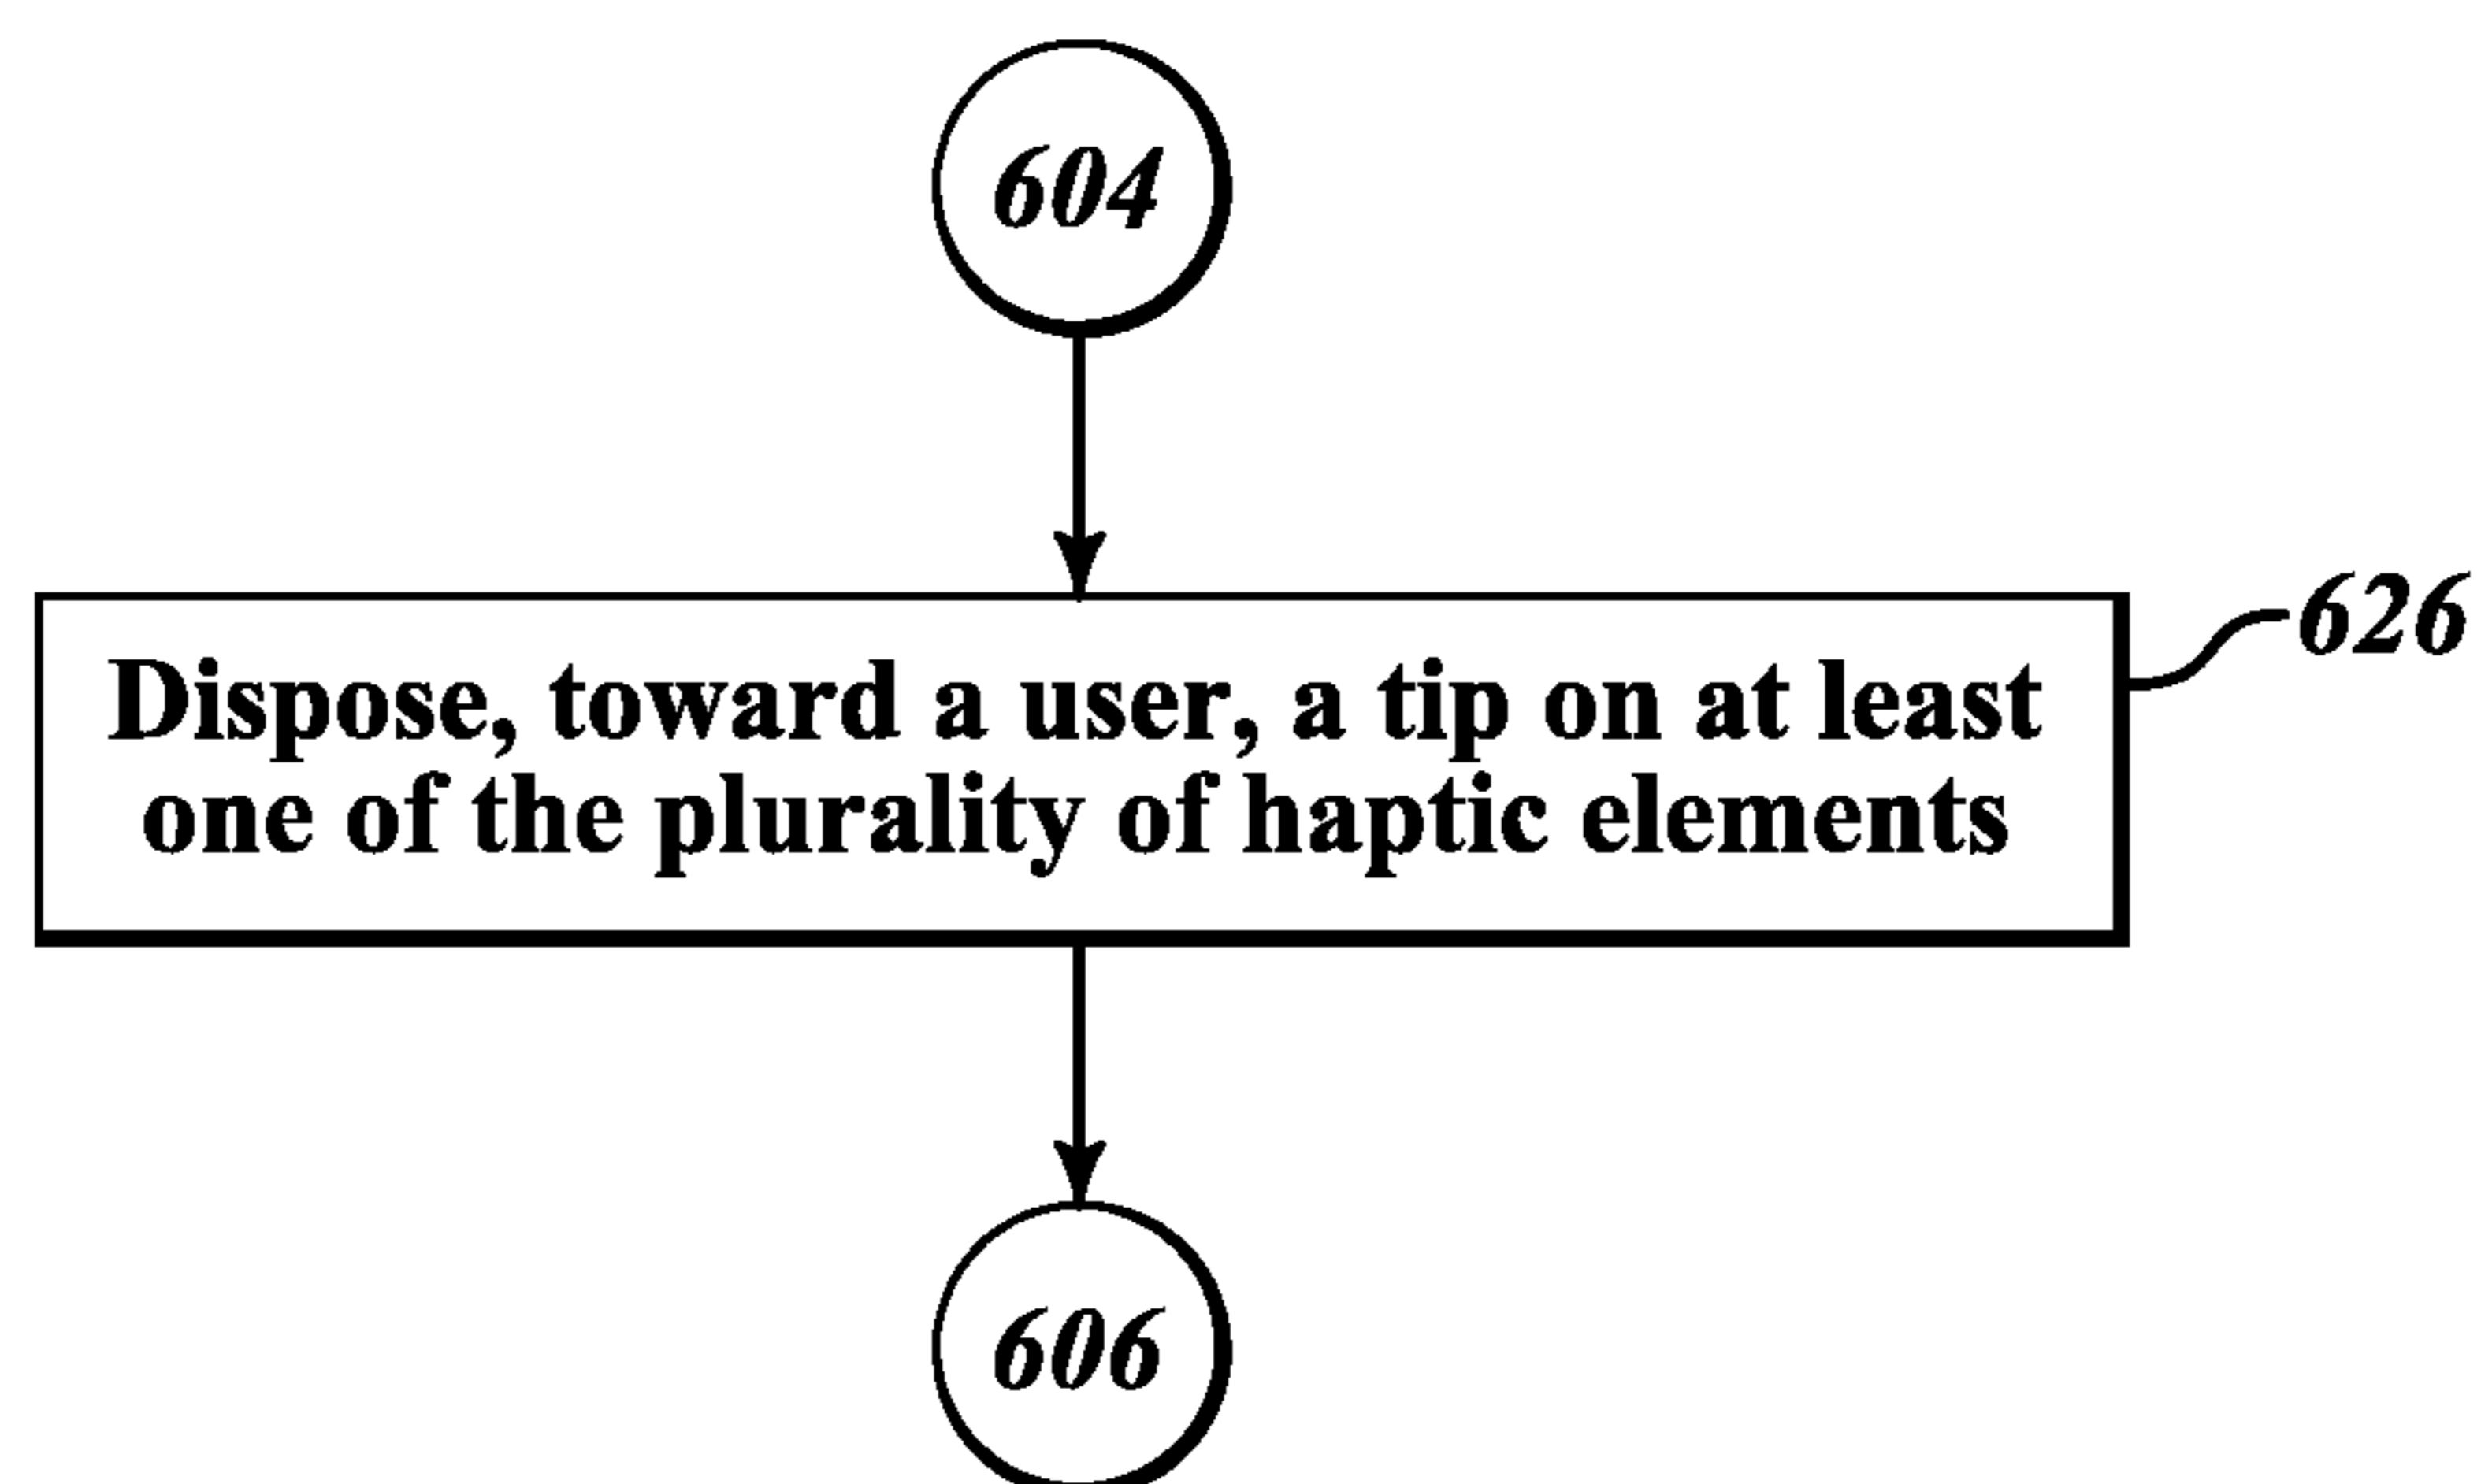 604
626
Dispose, toward a user, a tip on at least
one of the plurality of haptic elements
606